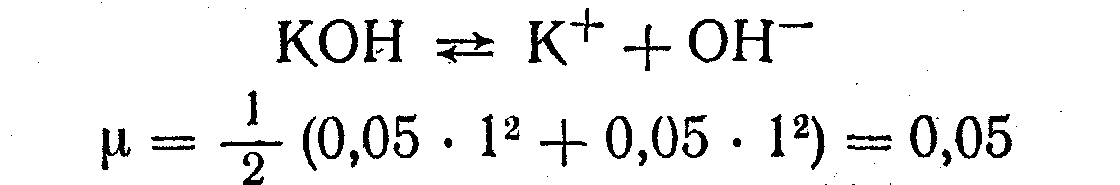 KOH ⇄ K⁺ + OH⁻
μ = 1/2 (0,05 · 1² + 0,05 · 1²) = 0,05